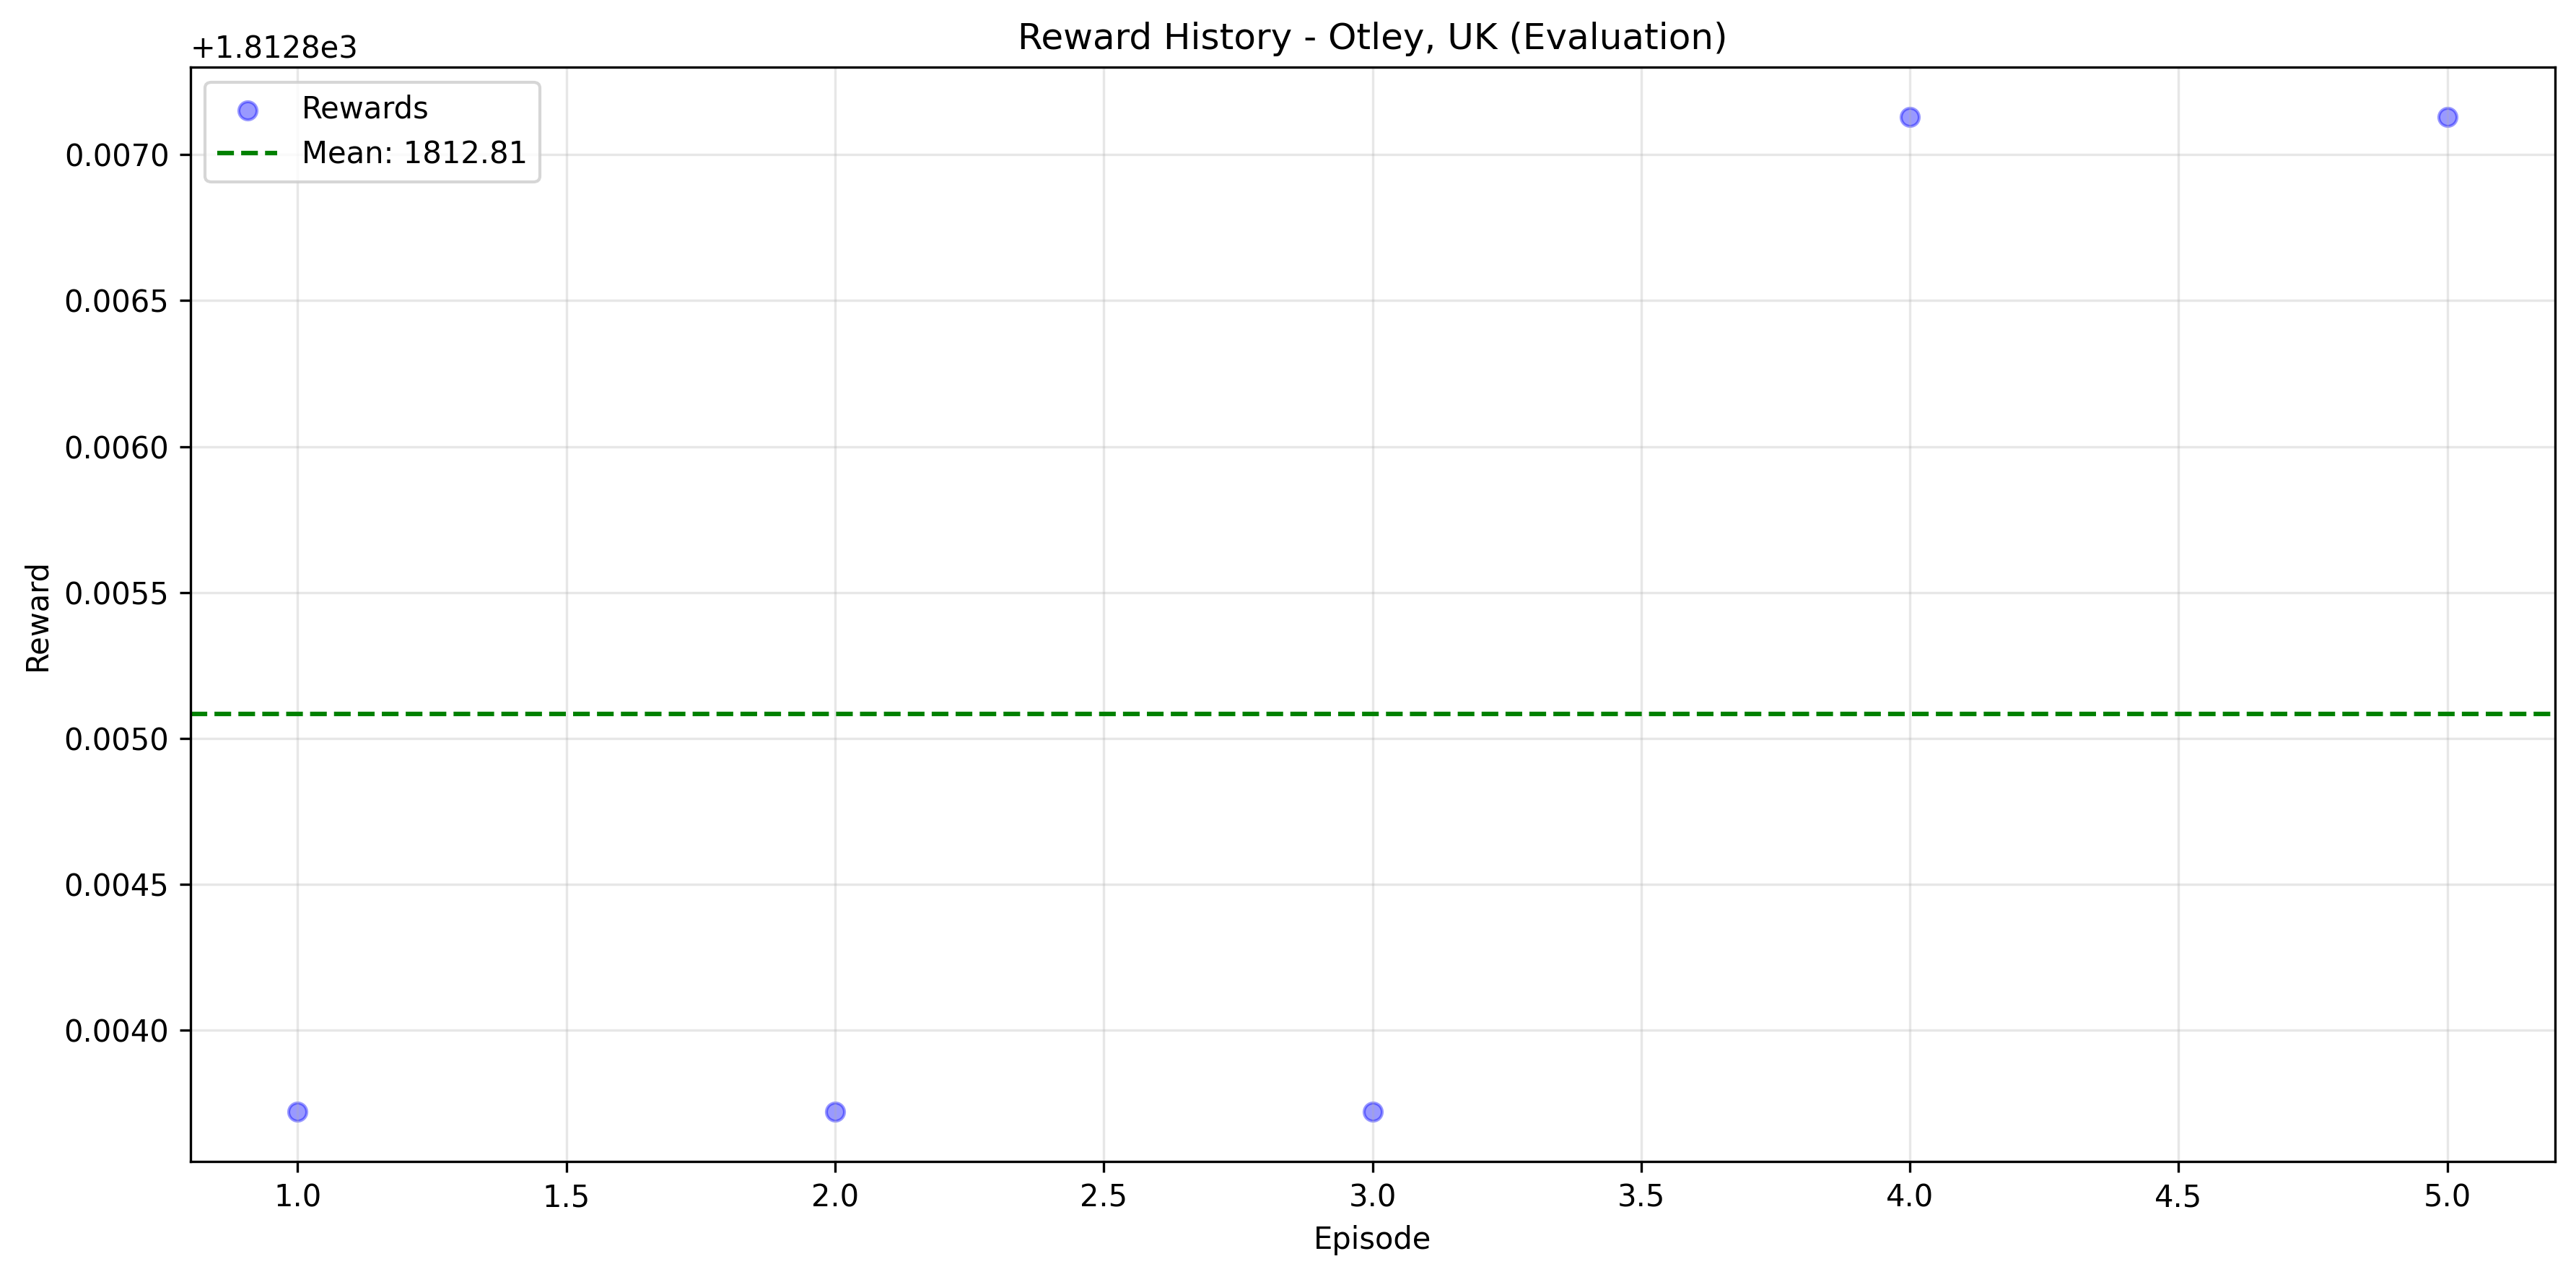 Reward History - Otley, UK (Evaluation)
+1.8128e3
Rewards
Mean: 1812.81
0.0070
0.0065
0.0060
0.0055
0.0050
0.0045
0.0040
Reward
1.0 1.5 2.0 2.5 3.0 3.5 4.0 4.5 5.0
Episode